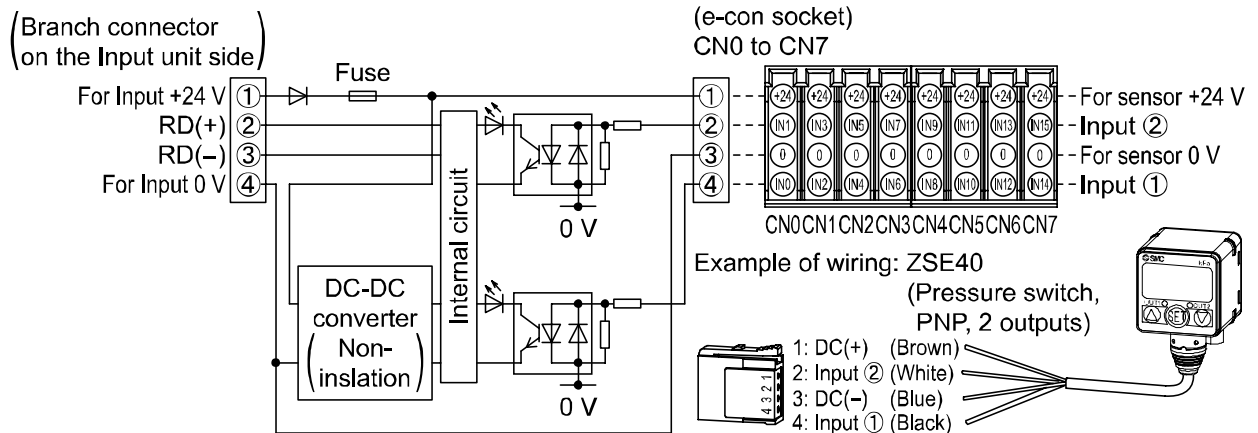 (Branch connector
on the Input unit side)
For Input +24 V ①
RD(+) ②
RD(−) ③
For Input 0 V ④
Fuse
Internal circuit
DC-DC
converter
(Non-
inslation)
0 V
0 V
①
②
③
④
(e-con socket)
CN0 to CN7
+24 +24 +24 +24 +24 +24 +24 +24
IN1 IN3 IN5 IN7 IN9 IN11 IN13 IN15
0 0 0 0 0 0 0 0
IN0 IN2 IN4 IN6 IN8 IN10 IN12 IN14
For sensor +24 V
Input ②
For sensor 0 V
Input ①
CN0 CN1 CN2 CN3 CN4 CN5 CN6 CN7
Example of wiring: ZSE40
(Pressure switch,
PNP, 2 outputs)
1: DC(+) (Brown)
2: Input ② (White)
3: DC(−) (Blue)
4: Input ① (Black)
4 3 2 1
SMC
OUT1 OUT2
SET